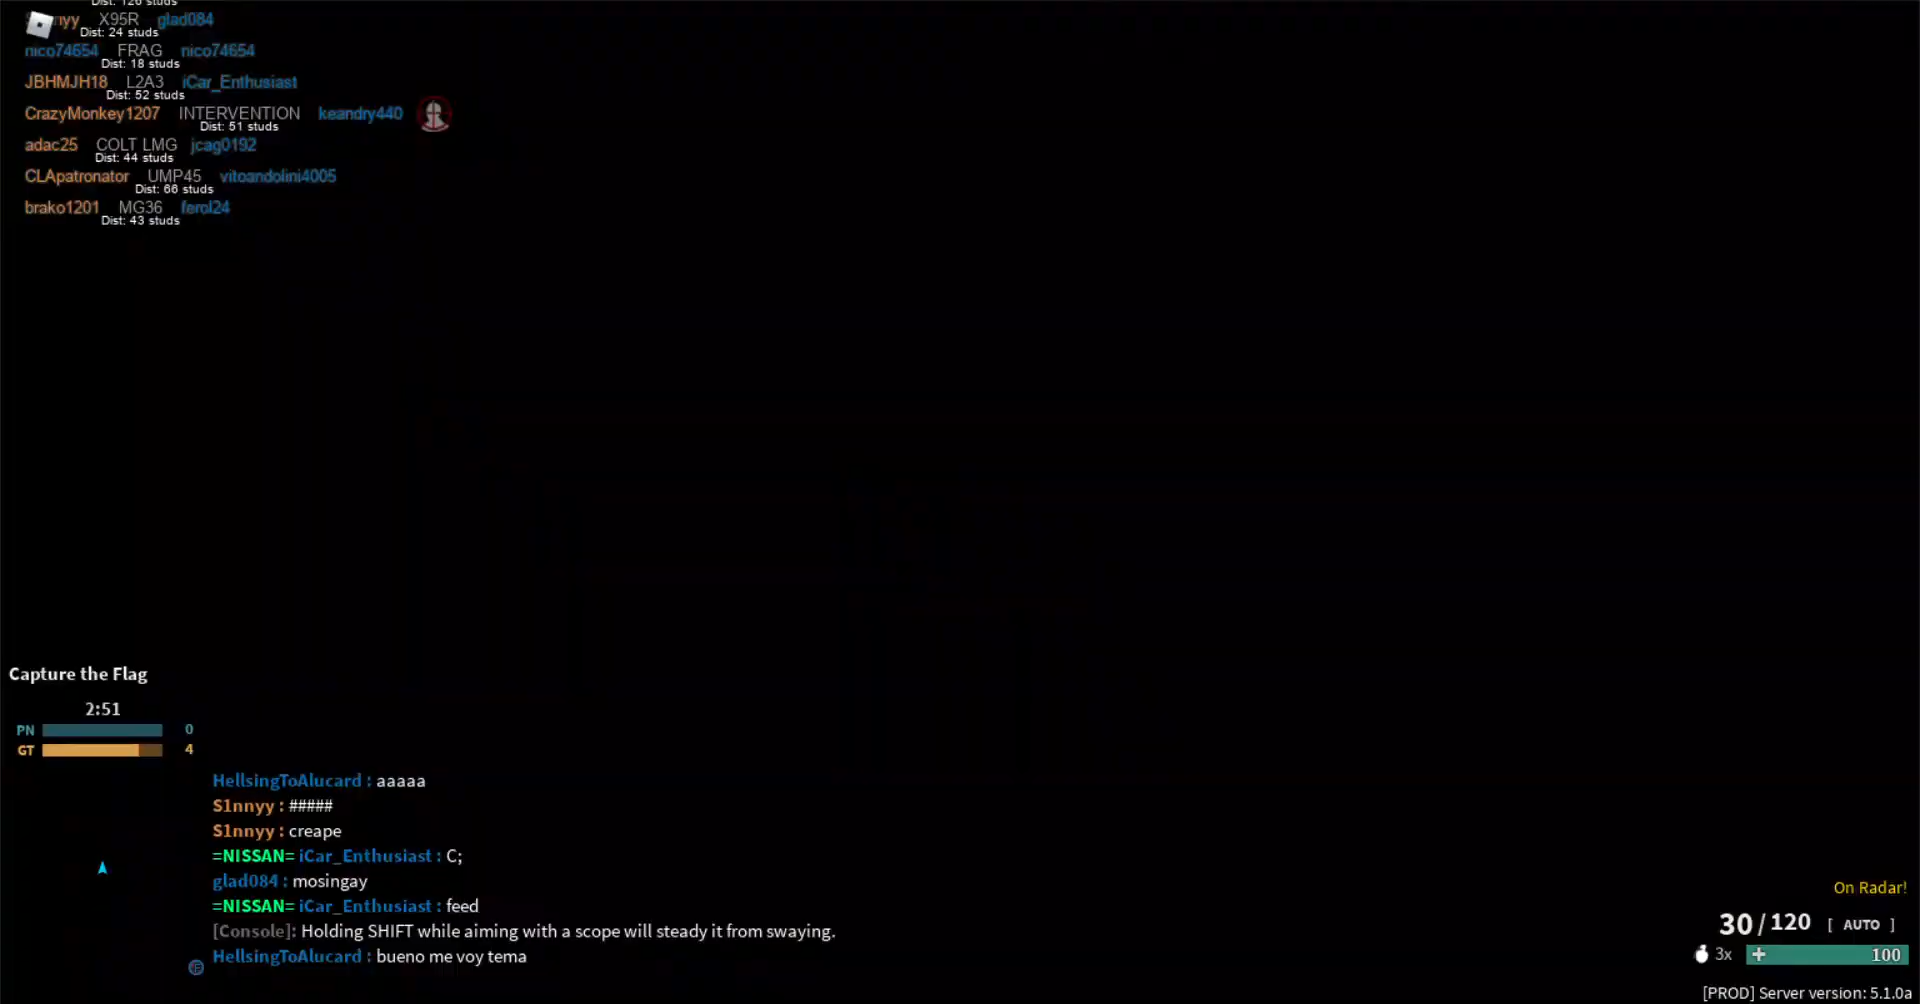 Dist: 126 studs
nyy X95R glad084
Dist: 24 studs
nico74654 FRAG nico74654
Dist: 18 studs
JBHMJH18 L2A3 iCar_Enthusiast
Dist: 52 studs
CrazyMonkey1207 INTERVENTION keandry440
Dist: 51 studs
adac25 COLT LMG jcag0192
Dist: 44 studs
CLApatronator UMP45 vitoandolini4005
Dist: 66 studs
brako1201 MG36 ferol24
Dist: 43 studs
Capture the Flag
2:51
PN 0
GT 4
HellsingToAlucard : aaaaa
S1nnyy : #####
S1nnyy : creape
=NISSAN= iCar_Enthusiast : C;
glad084 : mosingay
=NISSAN= iCar_Enthusiast : feed
[Console]: Holding SHIFT while aiming with a scope will steady it from swaying.
HellsingToAlucard : bueno me voy tema
On Radar!
30/120 [ AUTO ]
3x 100
[PROD] Server version: 5.1.0a